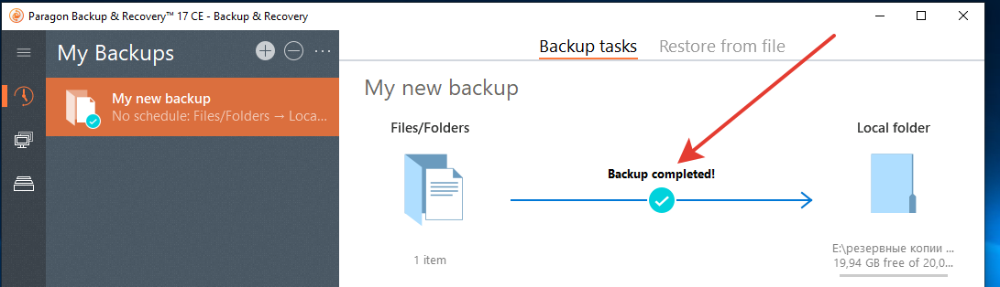 Paragon Backup & Recovery™ 17 CE - Backup & Recovery
My Backups
Backup tasks
Restore from file
My new backup
No schedule: Files/Folders → Loca...
My new backup
Files/Folders
Local folder
Backup completed!
1 item
E:\резервные копии ...
19,94 GB free of 20,0...